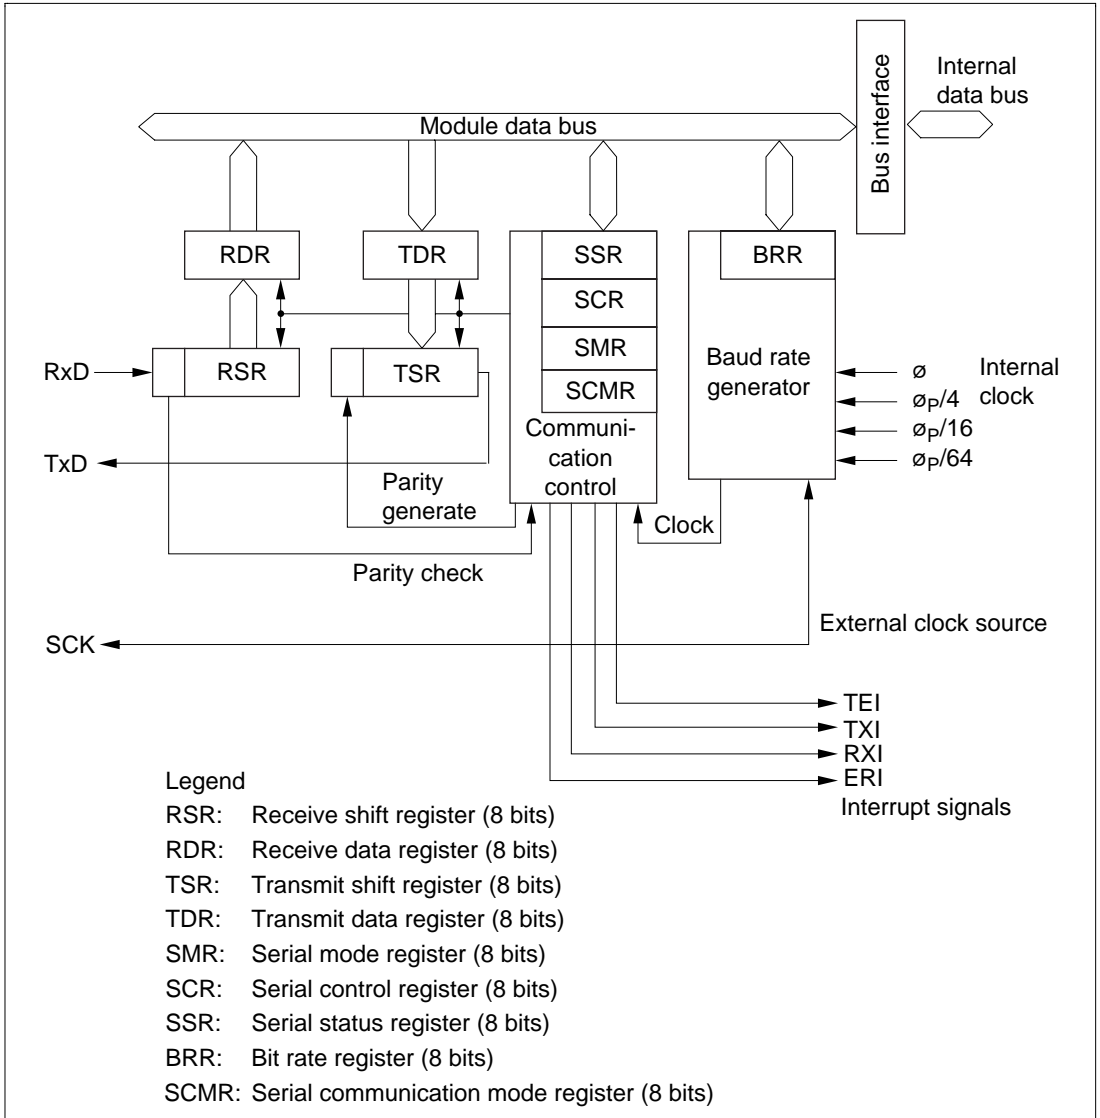 Internal
data bus
Bus interface
Module data bus
RDR
TDR
SSR
BRR
SCR
SMR
SCMR
RxD
RSR
TSR
Baud rate
generator
ø
øP/4
øP/16
øP/64
Internal
clock
Communi-
cation
control
TxD
Parity
generate
Clock
Parity check
External clock source
SCK
TEI
TXI
RXI
ERI
Interrupt signals
Legend
RSR: Receive shift register (8 bits)
RDR: Receive data register (8 bits)
TSR: Transmit shift register (8 bits)
TDR: Transmit data register (8 bits)
SMR: Serial mode register (8 bits)
SCR: Serial control register (8 bits)
SSR: Serial status register (8 bits)
BRR: Bit rate register (8 bits)
SCMR: Serial communication mode register (8 bits)